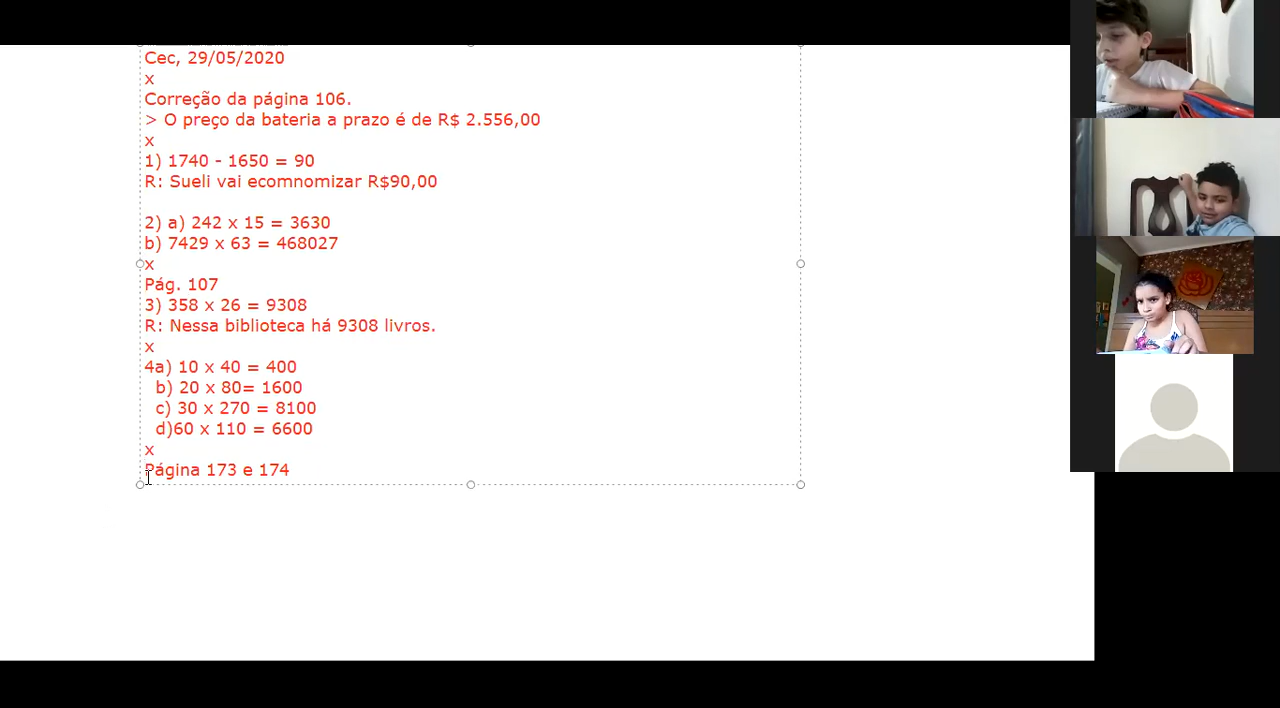 Cec, 29/05/2020
x
Correção da página 106.
> O preço da bateria a prazo é de R$ 2.556,00
x
1) 1740 - 1650 = 90
R: Sueli vai ecomnomizar R$90,00
2) a) 242 x 15 = 3630
b) 7429 x 63 = 468027
x
Pág. 107
3) 358 x 26 = 9308
R: Nessa biblioteca há 9308 livros.
x
4a) 10 x 40 = 400
b) 20 x 80= 1600
c) 30 x 270 = 8100
d)60 x 110 = 6600
x
Página 173 e 174